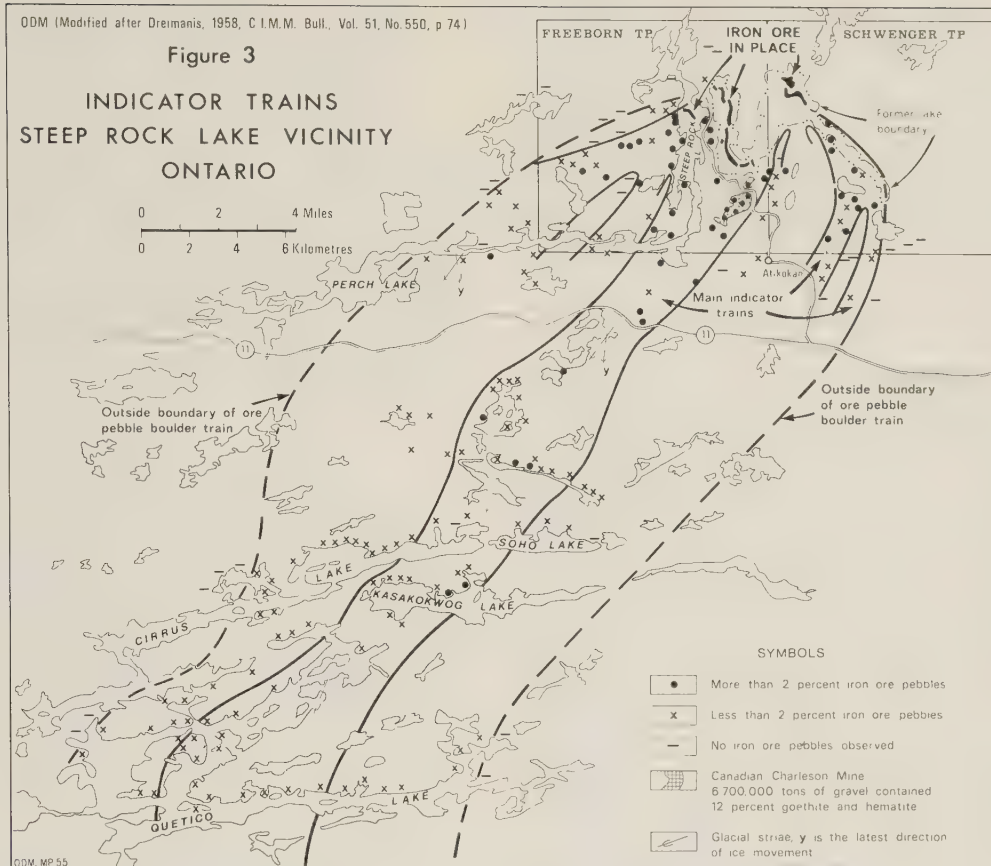 ODM (Modified after Dreimanis, 1958, C.I.M.M. Bull., Vol. 51, No. 550, p 74)
Figure 3
INDICATOR TRAINS
STEEP ROCK LAKE VICINITY
ONTARIO
0 2 4 Miles
0 2 4 6 Kilometres
FREEBORN TP
IRON ORE
IN PLACE
SCHWENGER TP
Former lake
boundary
STEEP ROCK
L
Atikokan
Main indicator
trains
PERCH LAKE
y
11
y
11
Outside boundary of ore
pebble boulder train
Outside boundary
of ore pebble
boulder train
SOHO LAKE
CIRRUS LAKE
KASAKOKWOG LAKE
QUETICO LAKE
SYMBOLS
More than 2 percent iron ore pebbles
x Less than 2 percent iron ore pebbles
No iron ore pebbles observed
Canadian Charleson Mine
6 700,000 tons of gravel contained
12 percent goethite and hematite
Glacial striae, y is the latest direction
of ice movement
ODM, MP 55